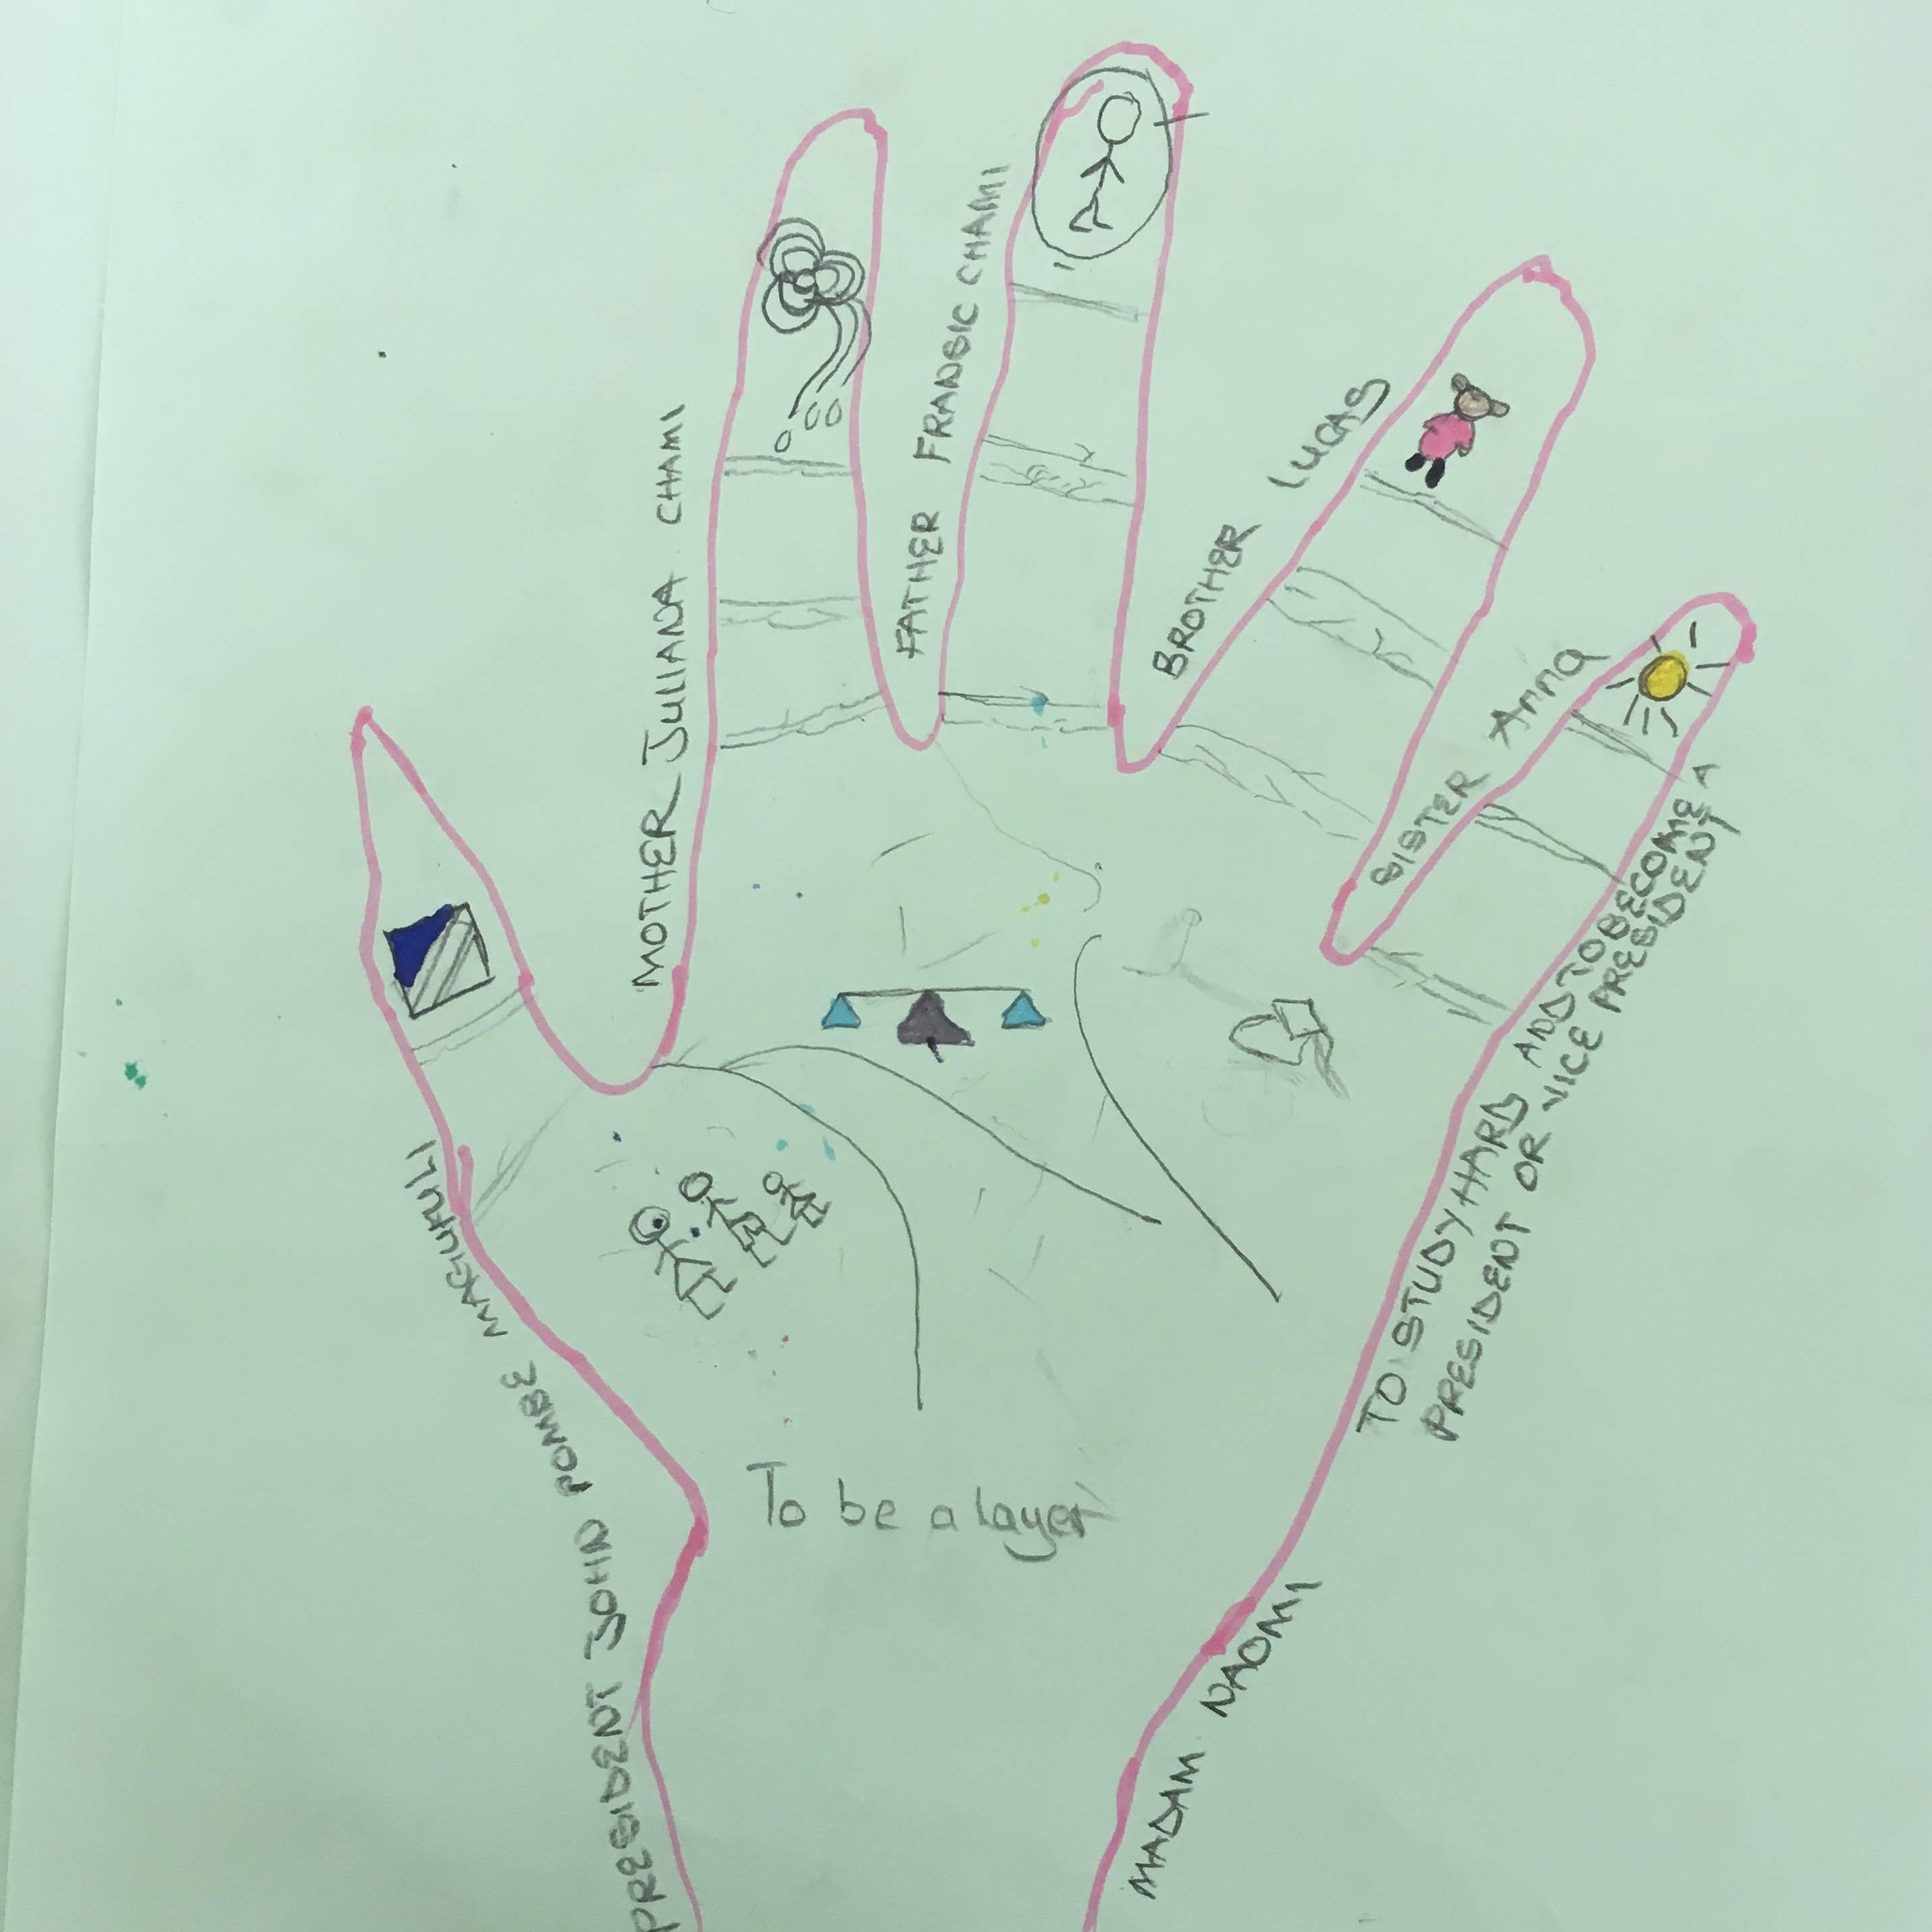 PRESIDENT JOHN POMBE MAGUFULI
MOTHER JULIANA CHAMI
FATHER FRANSIC CHAMI
BROTHER LUCAS
SISTER Anna
TO STUDY HARD AND TO BECOME A
PRESIDENT OR VICE PRESIDENT
MADAM NAOMI
To be a layer